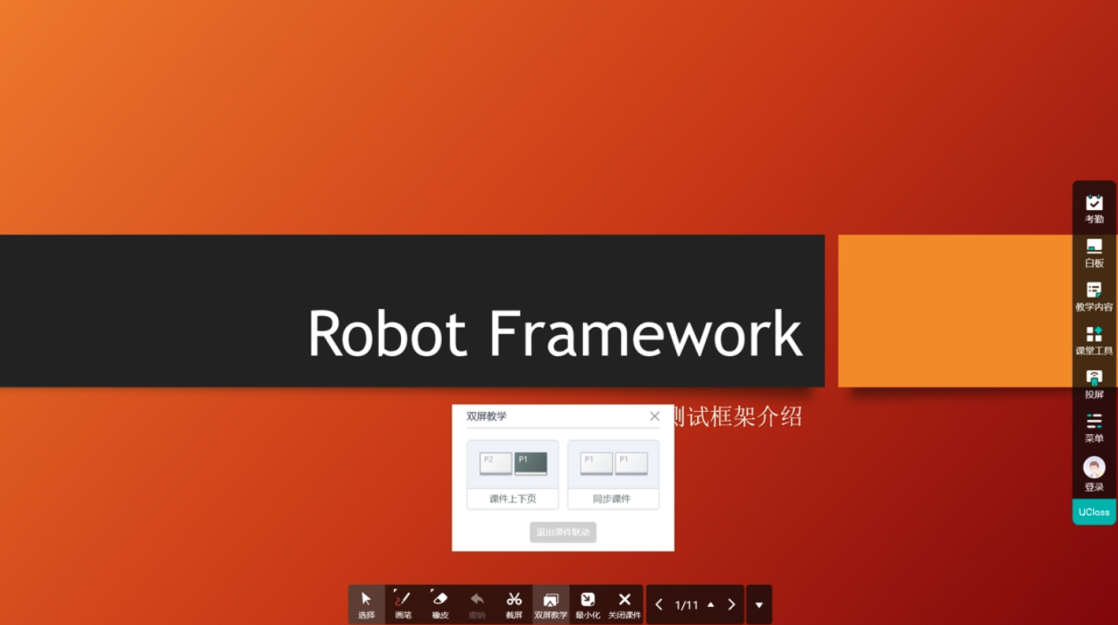 Robot Framework
测试框架介绍
双屏教学
P2 P1
P1 P1
课件上下页
同步课件
退出课件联动
考勤
白板
教学内容
课堂工具
投屏
菜单
登录
UClass
选择
画笔
橡皮
撤销
截屏
双屏教学
最小化
关闭课件
1/11